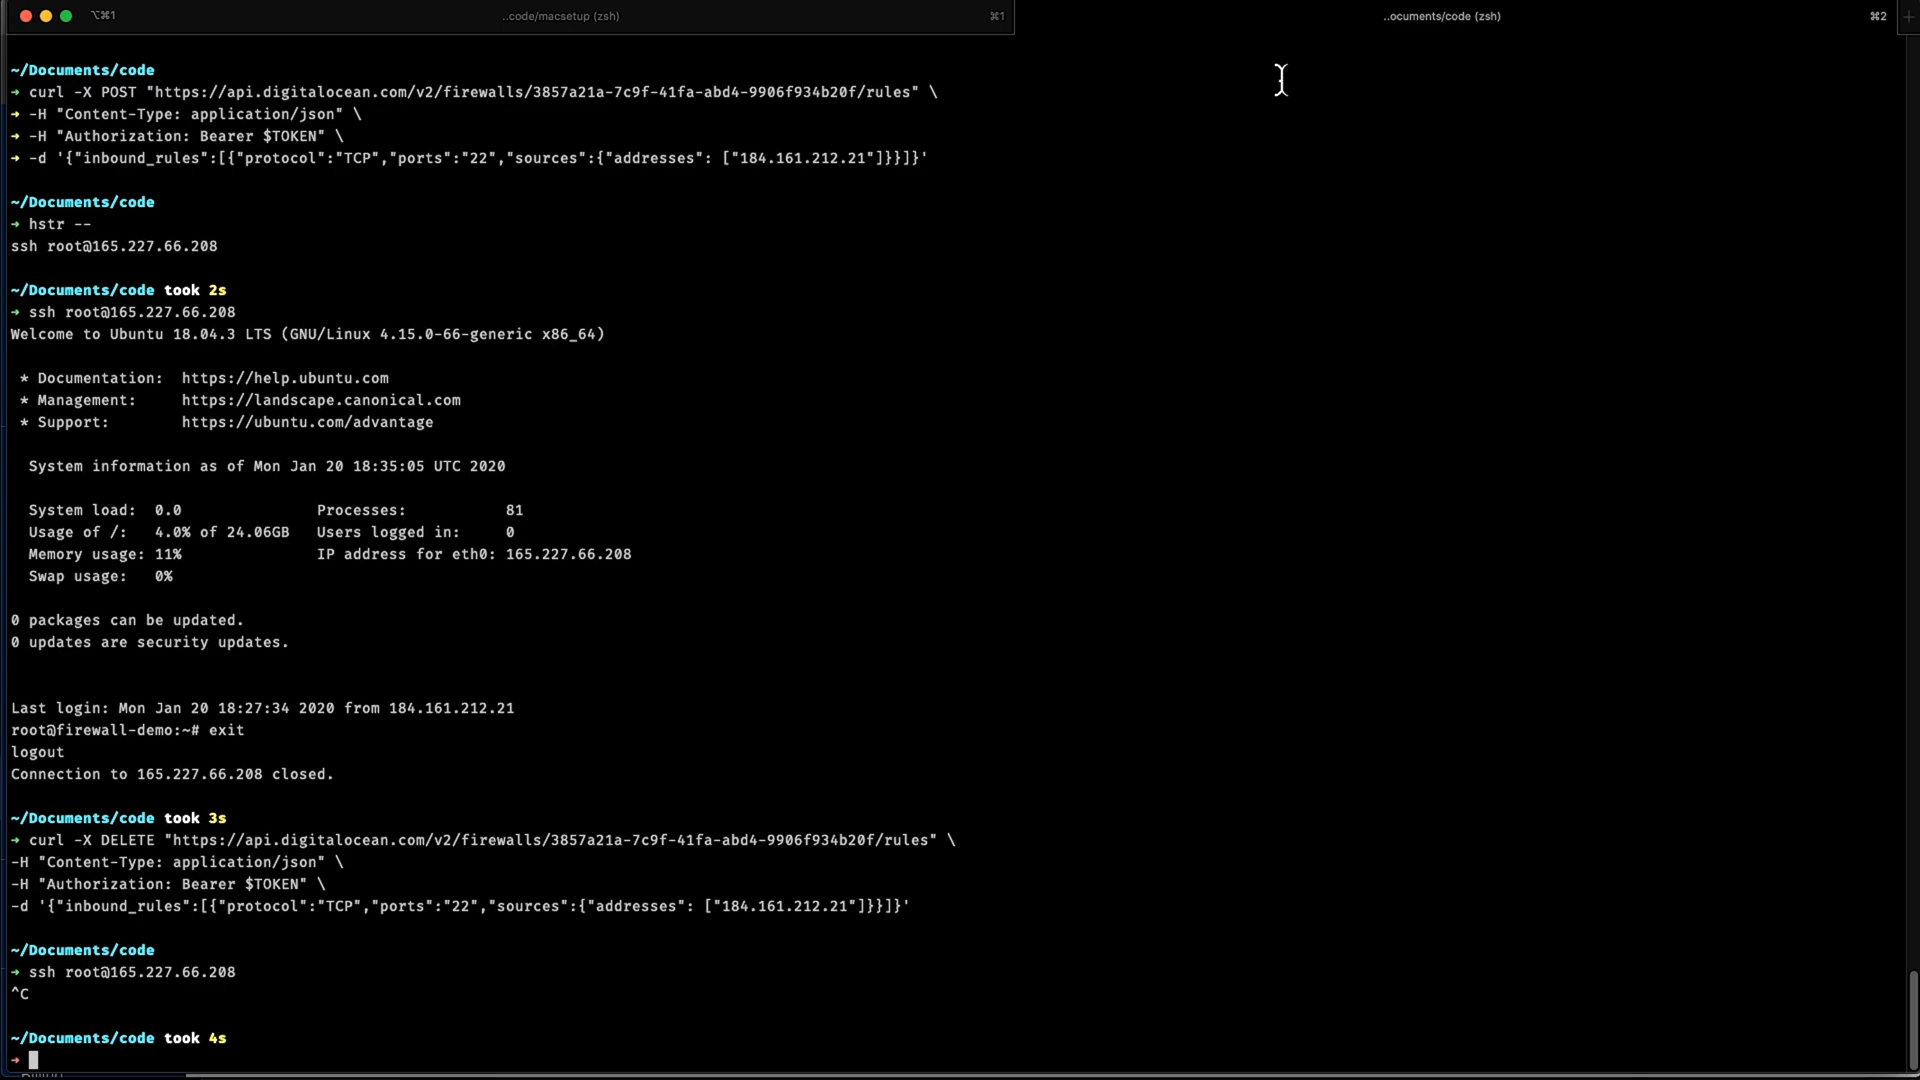 ⌥⌘1
..code/macsetup (zsh)
⌘1
..ocuments/code (zsh)
⌘2
~/Documents/code
➜ curl -X POST "https://api.digitalocean.com/v2/firewalls/3857a21a-7c9f-41fa-abd4-9906f934b20f/rules" \
➜ -H "Content-Type: application/json" \
➜ -H "Authorization: Bearer $TOKEN" \
➜ -d '{"inbound_rules":[{"protocol":"TCP","ports":"22","sources":{"addresses": ["184.161.212.21"]}}]}'
~/Documents/code
➜ hstr --
ssh root@165.227.66.208
~/Documents/code took 2s
➜ ssh root@165.227.66.208
Welcome to Ubuntu 18.04.3 LTS (GNU/Linux 4.15.0-66-generic x86_64)
* Documentation:  https://help.ubuntu.com
* Management:     https://landscape.canonical.com
* Support:        https://ubuntu.com/advantage
System information as of Mon Jan 20 18:35:05 UTC 2020
System load:  0.0               Processes:           81
Usage of /:   4.0% of 24.06GB   Users logged in:     0
Memory usage: 11%               IP address for eth0: 165.227.66.208
Swap usage:   0%
0 packages can be updated.
0 updates are security updates.
Last login: Mon Jan 20 18:27:34 2020 from 184.161.212.21
root@firewall-demo:~# exit
logout
Connection to 165.227.66.208 closed.
~/Documents/code took 3s
➜ curl -X DELETE "https://api.digitalocean.com/v2/firewalls/3857a21a-7c9f-41fa-abd4-9906f934b20f/rules" \
-H "Content-Type: application/json" \
-H "Authorization: Bearer $TOKEN" \
-d '{"inbound_rules":[{"protocol":"TCP","ports":"22","sources":{"addresses": ["184.161.212.21"]}}]}'
~/Documents/code
➜ ssh root@165.227.66.208
^C
~/Documents/code took 4s
➜